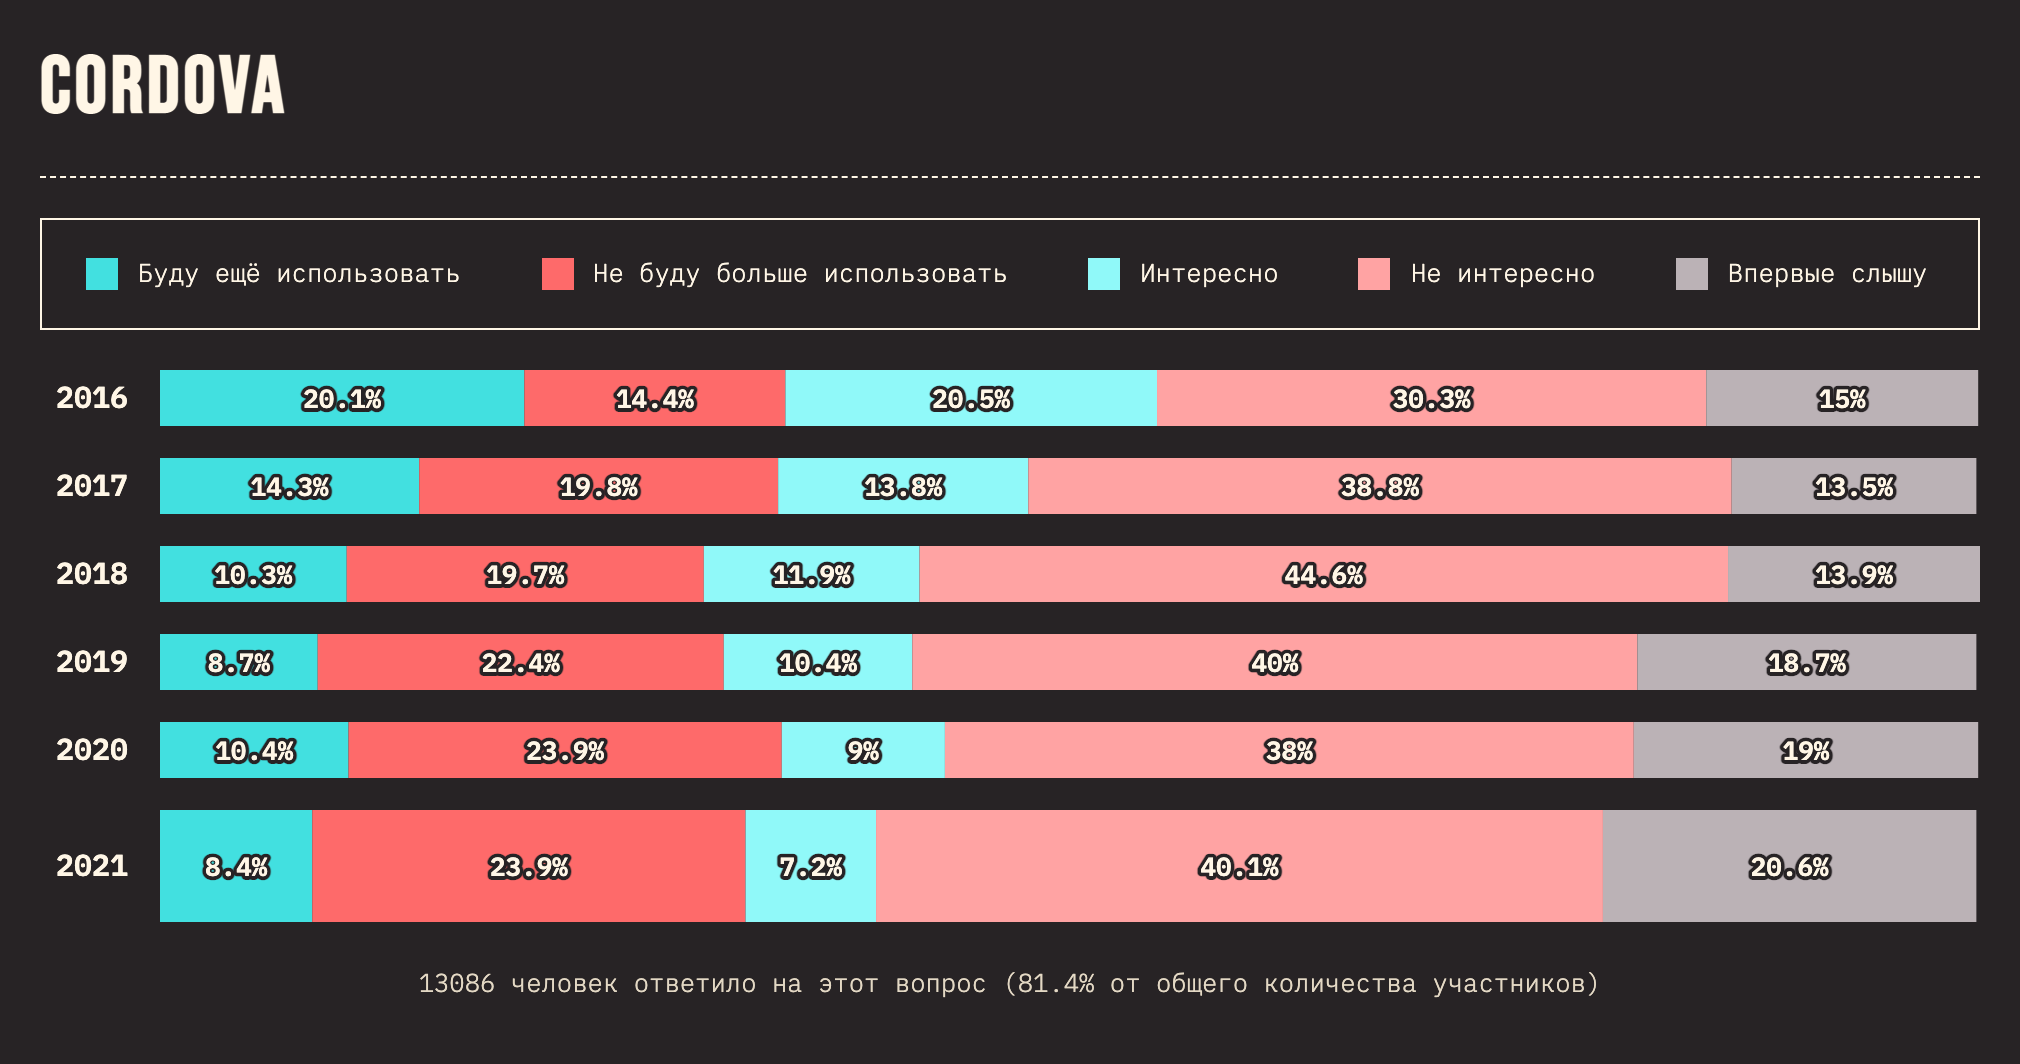 CORDOVA
Буду ещё использовать Не буду больше использовать Интересно Не интересно Впервые слышу
2016 20.1% 14.4% 20.5% 30.3% 15%
2017 14.3% 19.8% 13.8% 38.8% 13.5%
2018 10.3% 19.7% 11.9% 44.6% 13.9%
2019 8.7% 22.4% 10.4% 40% 18.7%
2020 10.4% 23.9% 9% 38% 19%
2021 8.4% 23.9% 7.2% 40.1% 20.6%
13086 человек ответило на этот вопрос (81.4% от общего количества участников)